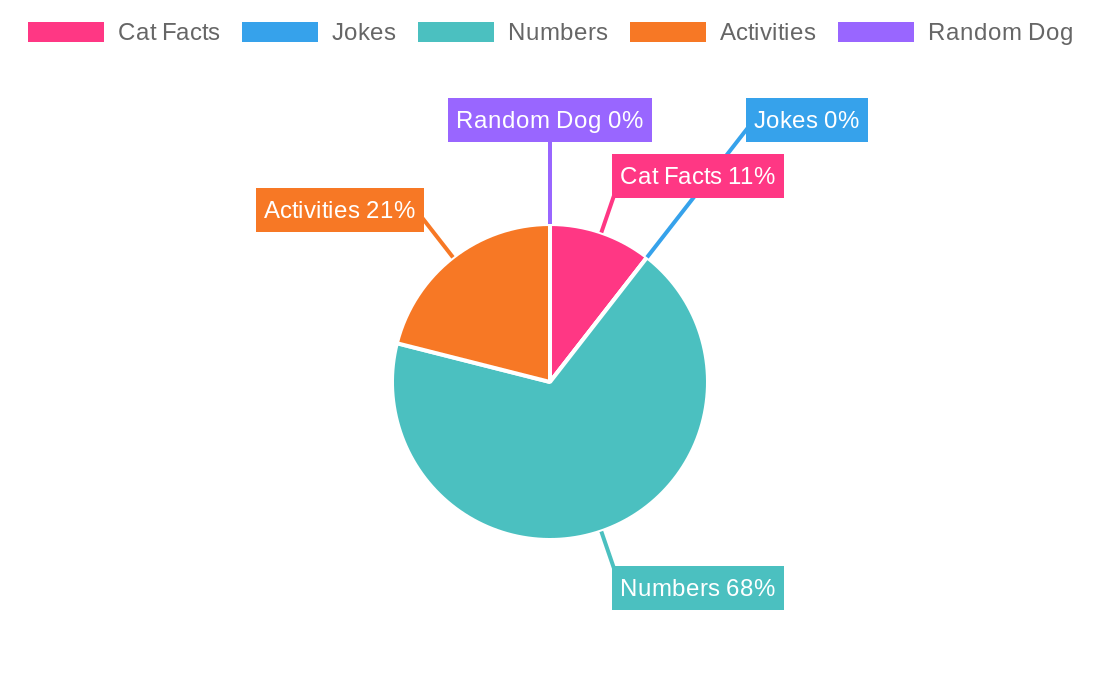 Cat Facts
Jokes
Numbers
Activities
Random Dog
Random Dog 0%
Jokes 0%
Cat Facts 11%
Activities 21%
Numbers 68%